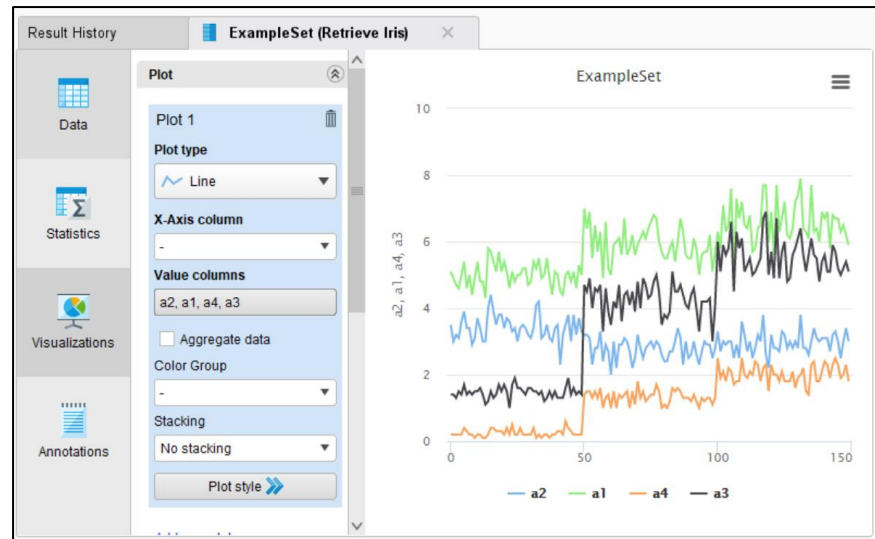 Result History
ExampleSet (Retrieve Iris)
Data
Statistics
Visualizations
Annotations
Plot
Plot 1
Plot type
Line
X-Axis column
-
Value columns
a2, a1, a4, a3
Aggregate data
Color Group
-
Stacking
No stacking
Plot style
ExampleSet
a2, a1, a4, a3
10
8
6
4
2
0
0 50 100 150
a2 a1 a4 a3